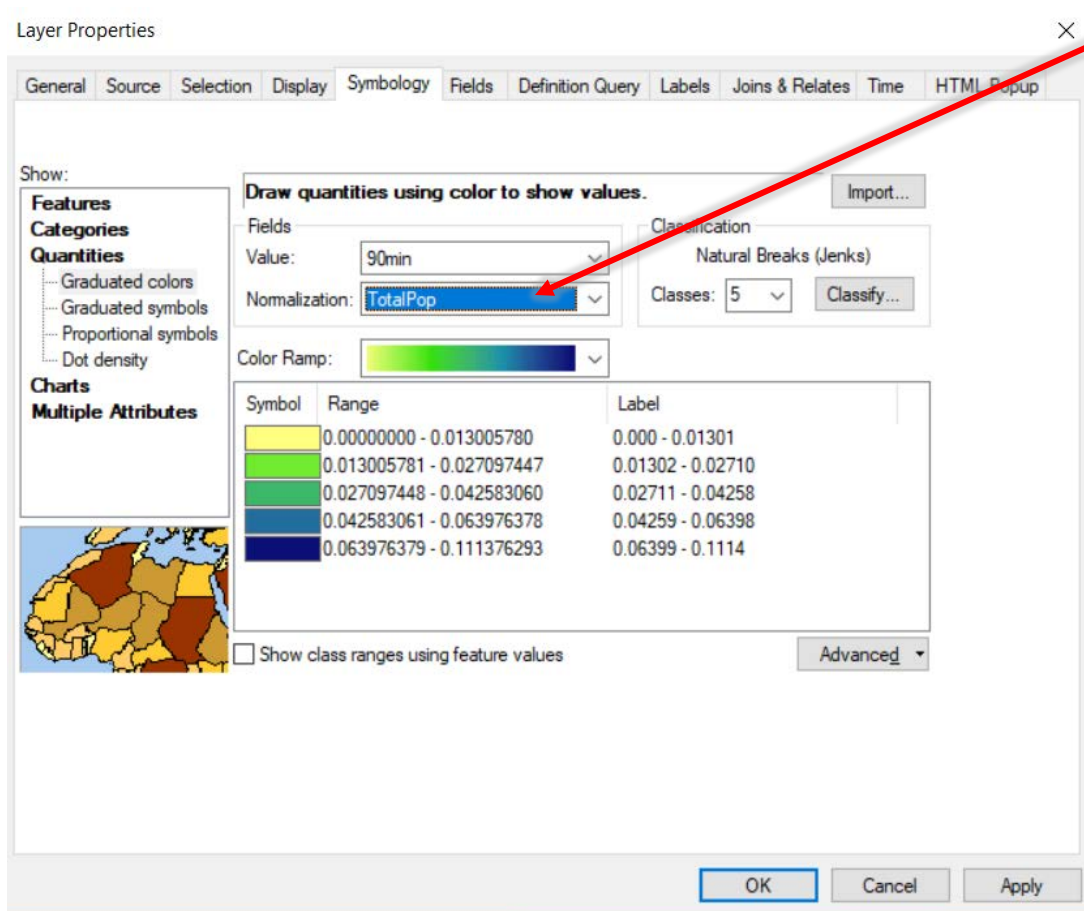 Layer Properties
General Source Selection Display Symbology Fields Definition Query Labels Joins & Relates Time HTML Popup
Show:
Features
Categories
Quantities
Graduated colors
Graduated symbols
Proportional symbols
Dot density
Charts
Multiple Attributes
Draw quantities using color to show values.
Import...
Fields
Value: 90min
Normalization: TotalPop
Classification
Natural Breaks (Jenks)
Classes: 5 Classify...
Color Ramp:
Symbol Range Label
0.00000000 - 0.013005780 0.000 - 0.01301
0.013005781 - 0.027097447 0.01302 - 0.02710
0.027097448 - 0.042583060 0.02711 - 0.04258
0.042583061 - 0.063976378 0.04259 - 0.06398
0.063976379 - 0.111376293 0.06399 - 0.1114
Show class ranges using feature values
Advanced
OK Cancel Apply